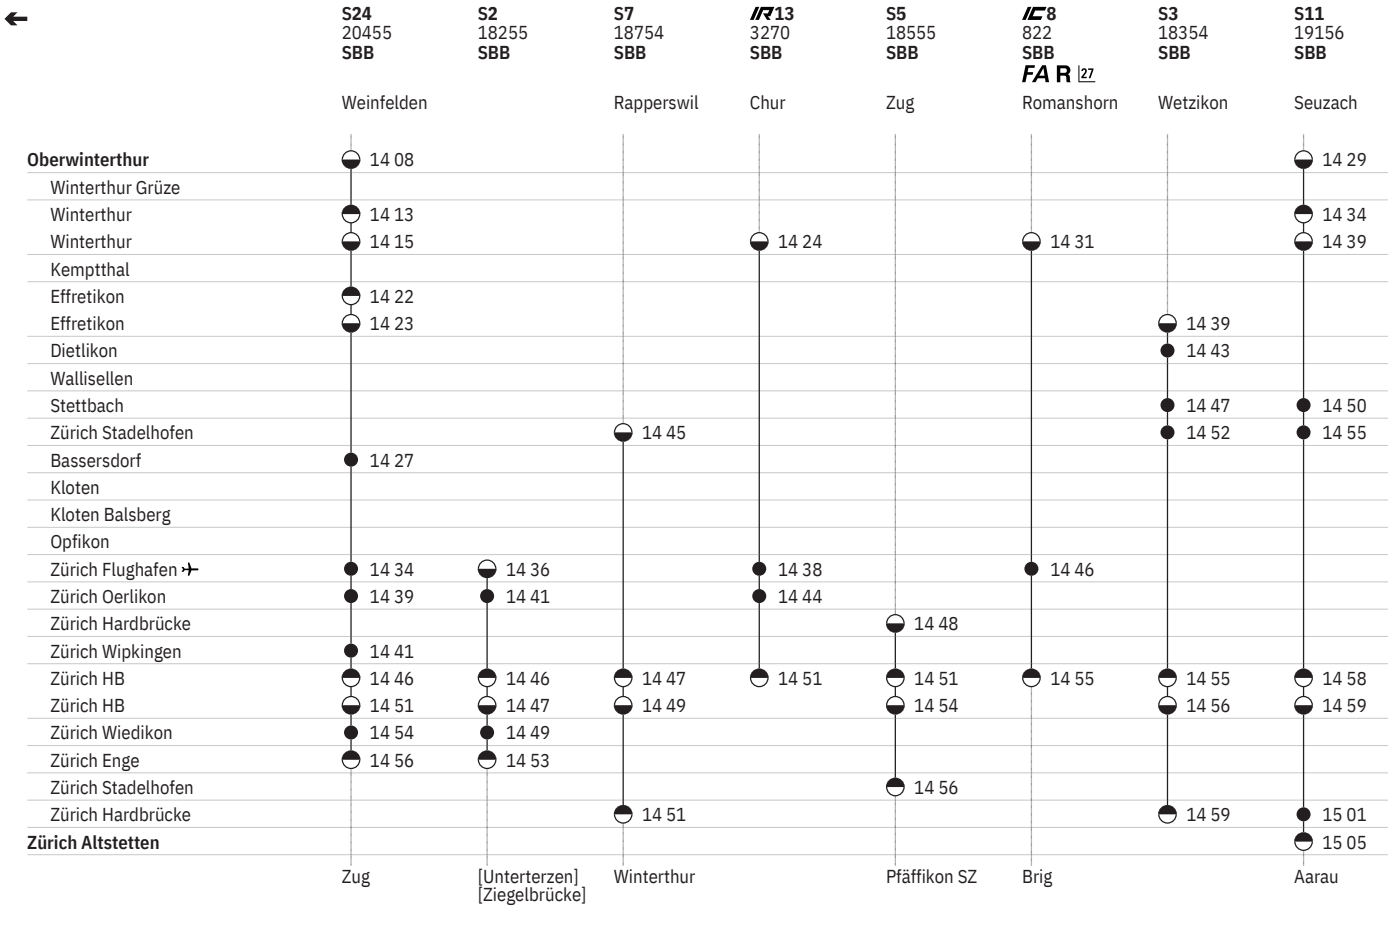 S24 S2 S7 IR13 S5 IC8 S3 S11
20455 18255 18754 3270 18555 822 18354 19156
SBB SBB SBB SBB SBB SBB SBB SBB
FA R 27
Weinfelden Rapperswil Chur Zug Romanshorn Wetzikon Seuzach
Oberwinterthur 14 08 14 29
Winterthur Grüze
Winterthur 14 13 14 34
Winterthur 14 15 14 24 14 31 14 39
Kemptthal
Effretikon 14 22
Effretikon 14 23 14 39
Dietlikon 14 43
Wallisellen
Stettbach 14 47 14 50
Zürich Stadelhofen 14 45 14 52 14 55
Bassersdorf 14 27
Kloten
Kloten Balsberg
Opfikon
Zürich Flughafen 14 34 14 36 14 38 14 46
Zürich Oerlikon 14 39 14 41 14 44
Zürich Hardbrücke 14 48
Zürich Wipkingen 14 41
Zürich HB 14 46 14 46 14 47 14 51 14 51 14 55 14 55 14 58
Zürich HB 14 51 14 47 14 49 14 54 14 56 14 59
Zürich Wiedikon 14 54 14 49
Zürich Enge 14 56 14 53
Zürich Stadelhofen 14 56
Zürich Hardbrücke 14 51 14 59 15 01
Zürich Altstetten 15 05
Zug [Unterterzen] Winterthur Pfäffikon SZ Brig Aarau
[Ziegelbrücke]